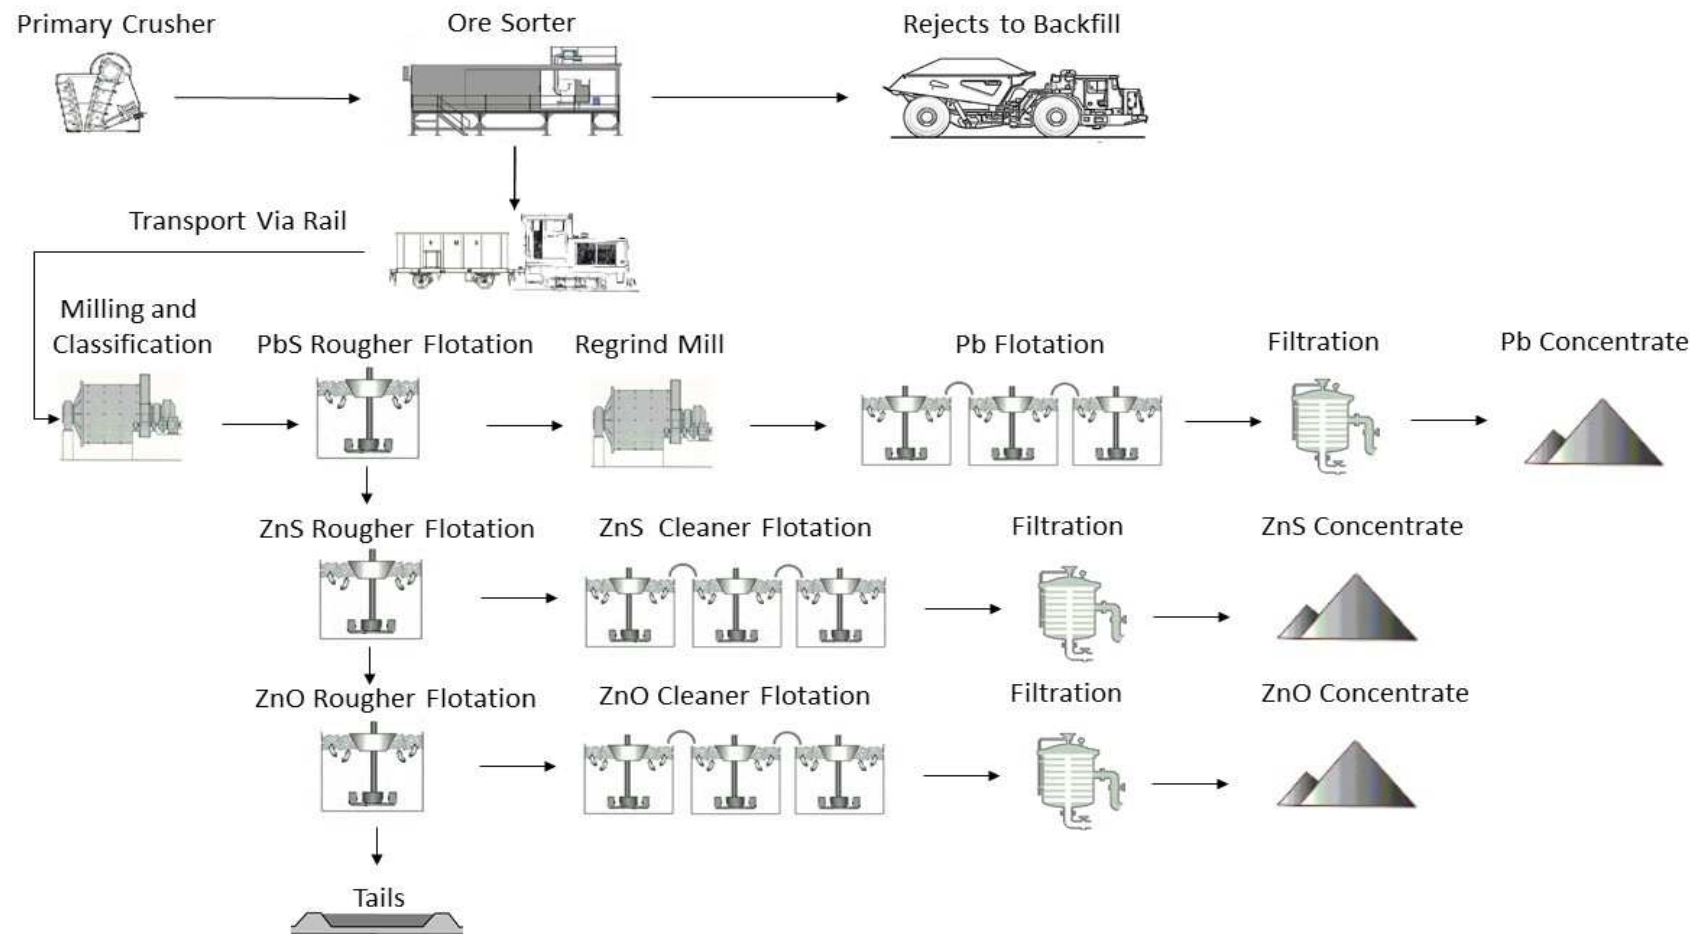 Primary Crusher
Ore Sorter
Rejects to Backfill
Transport Via Rail
Milling and
Classification
PbS Rougher Flotation
Regrind Mill
Pb Flotation
Filtration
Pb Concentrate
ZnS Rougher Flotation
ZnS Cleaner Flotation
Filtration
ZnS Concentrate
ZnO Rougher Flotation
ZnO Cleaner Flotation
Filtration
ZnO Concentrate
Tails